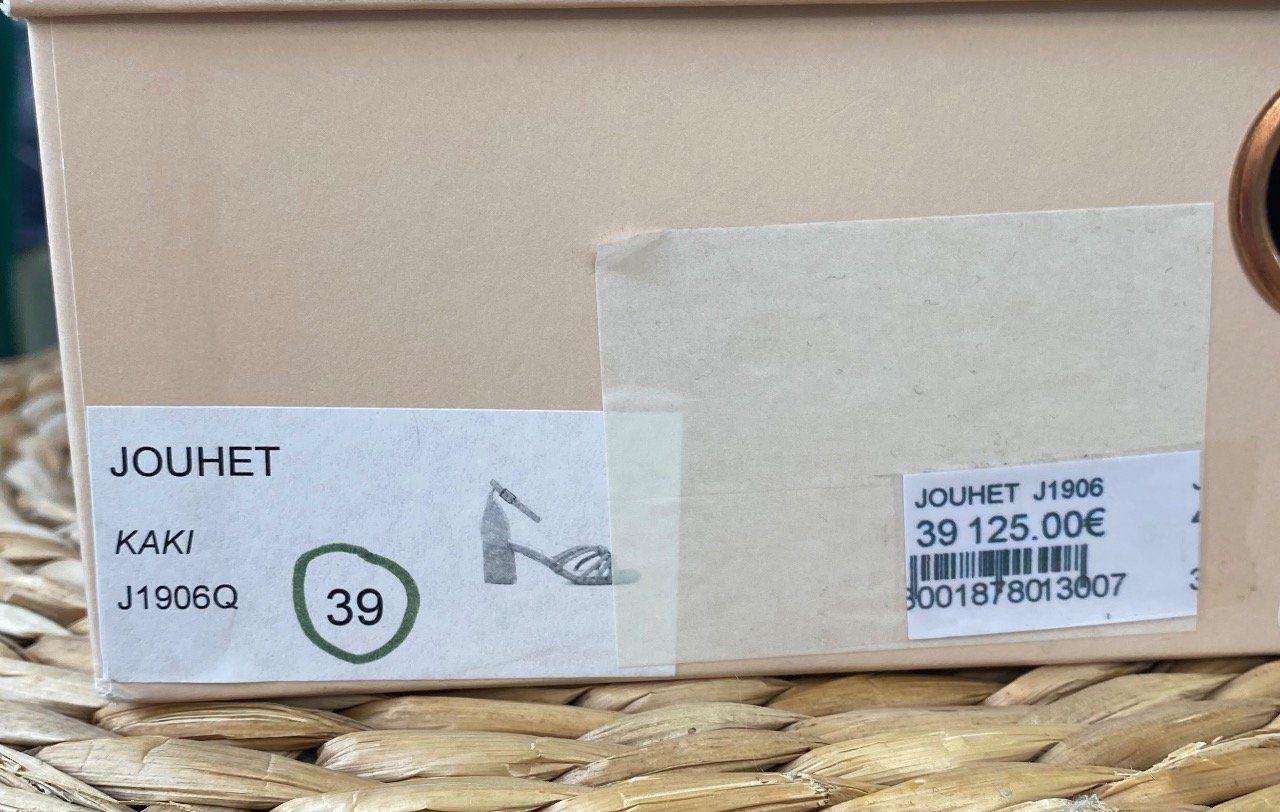 JOUHET
KAKI
J1906Q
39
JOUHET J1906
39 125.00€
3001878013007